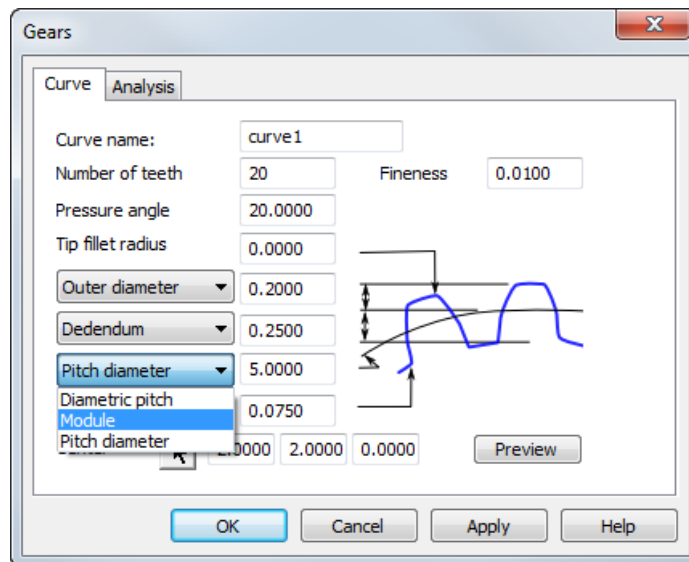 Gears
Curve Analysis
Curve name: curve1
Number of teeth 20 Fineness 0.0100
Pressure angle 20.0000
Tip fillet radius 0.0000
Outer diameter 0.2000
Dedendum 0.2500
Pitch diameter 5.0000
Diametric pitch
Module 0.0750
Pitch diameter
2.0000 0.0000 Preview
OK Cancel Apply Help